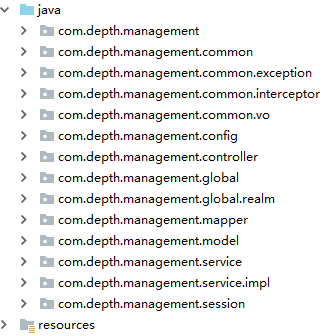 java
com.depth.management
com.depth.management.common
com.depth.management.common.exception
com.depth.management.common.interceptor
com.depth.management.common.vo
com.depth.management.config
com.depth.management.controller
com.depth.management.global
com.depth.management.global.realm
com.depth.management.mapper
com.depth.management.model
com.depth.management.service
com.depth.management.service.impl
com.depth.management.session
resources